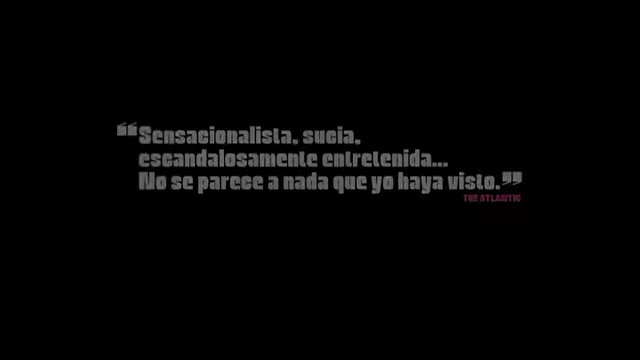 “Sensacionalista, sucia,
escandalosamente entretenida...
No se parece a nada que yo haya visto.”
THE ATLANTIC